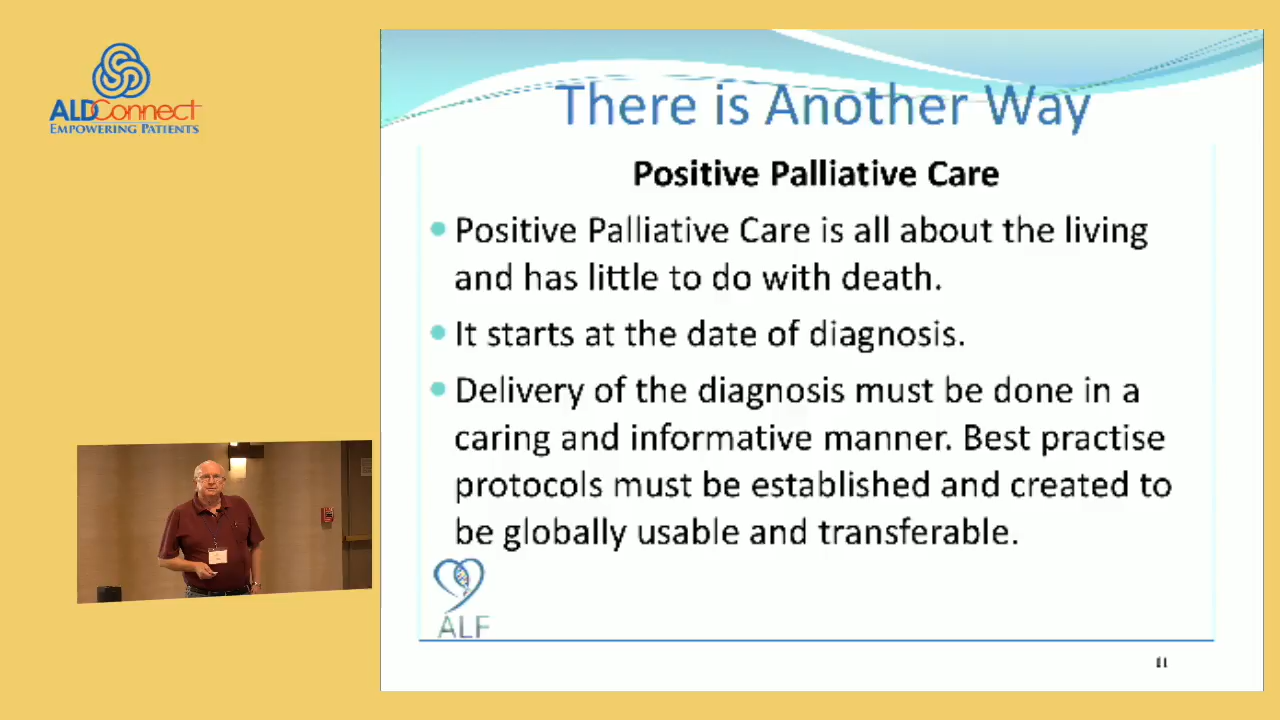 ALDConnect
EMPOWERING PATIENTS
There is Another Way
Positive Palliative Care
• Positive Palliative Care is all about the living
and has little to do with death.
• It starts at the date of diagnosis.
• Delivery of the diagnosis must be done in a
caring and informative manner. Best practise
protocols must be established and created to
be globally usable and transferable.
ALF
11